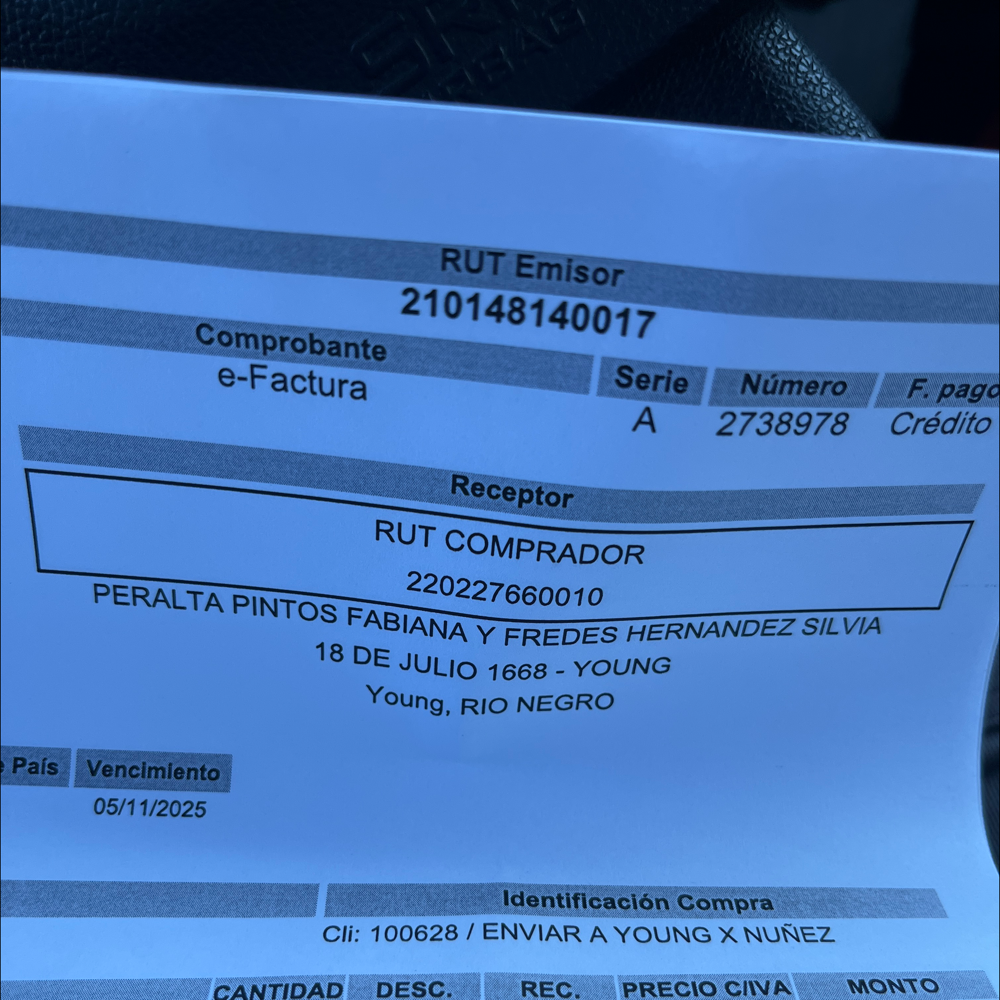 SRS
AIRBAG
RUT Emisor
210148140017
Comprobante Serie Número F. pago
e-Factura A 2738978 Crédito
Receptor
RUT COMPRADOR
220227660010
PERALTA PINTOS FABIANA Y FREDES HERNANDEZ SILVIA
18 DE JULIO 1668 - YOUNG
Young, RIO NEGRO
País Vencimiento
05/11/2025
Identificación Compra
Cli: 100628 / ENVIAR A YOUNG X NUÑEZ
CANTIDAD DESC. REC. PRECIO C/IVA MONTO